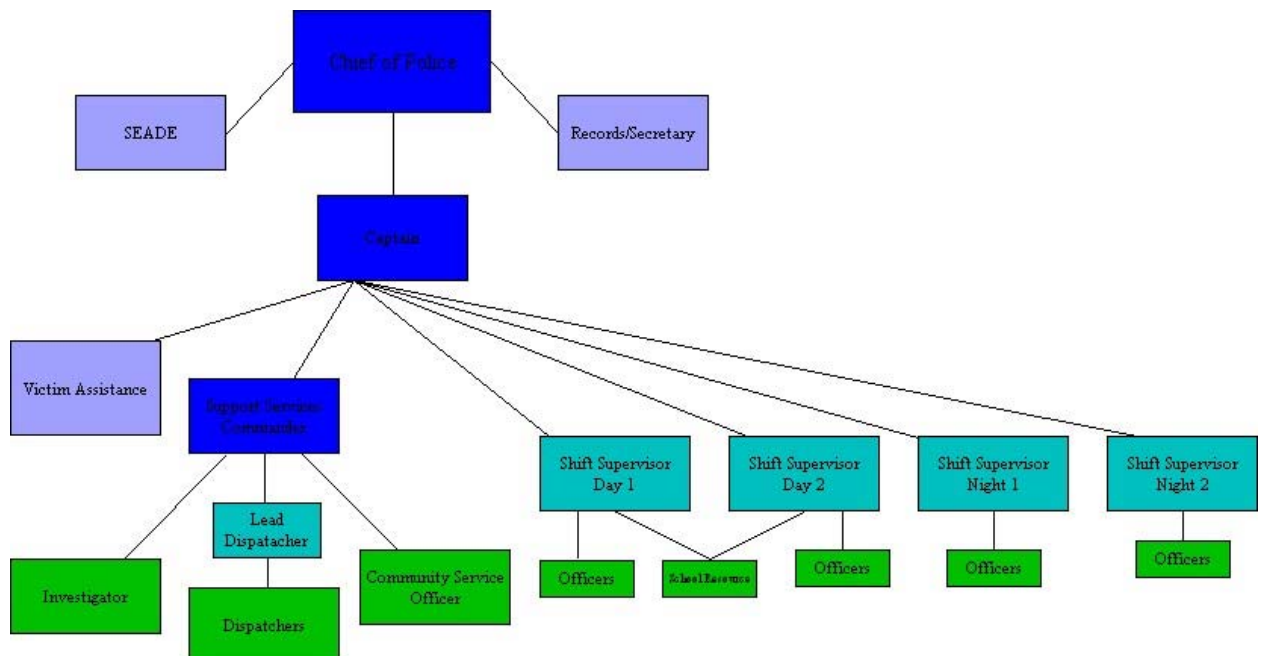 Chief of Police
SEADE
Records/Secretary
Captain
Victim Assistance
Support Services
Commander
Shift Supervisor
Day 1
Shift Supervisor
Day 2
Shift Supervisor
Night 1
Shift Supervisor
Night 2
Lead
Dispatacher
Investigator
Dispatchers
Community Service
Officer
Officers
School Resource
Officers
Officers
Officers